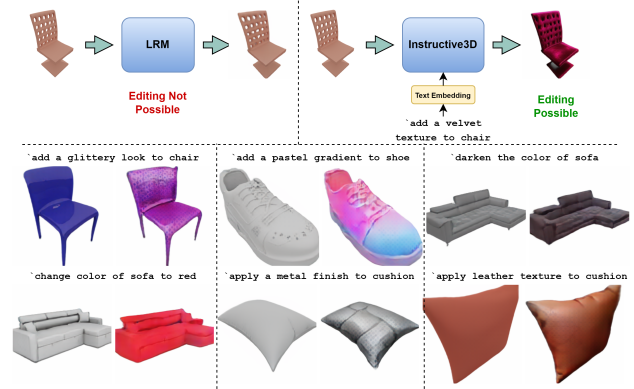 LRM
Editing Not
Possible
Instructive3D
Text Embedding
`add a velvet
texture to chair
Editing
Possible
`add a glittery look to chair
`add a pastel gradient to shoe
`darken the color of sofa
`change color of sofa to red
`apply a metal finish to cushion
`apply leather texture to cushion